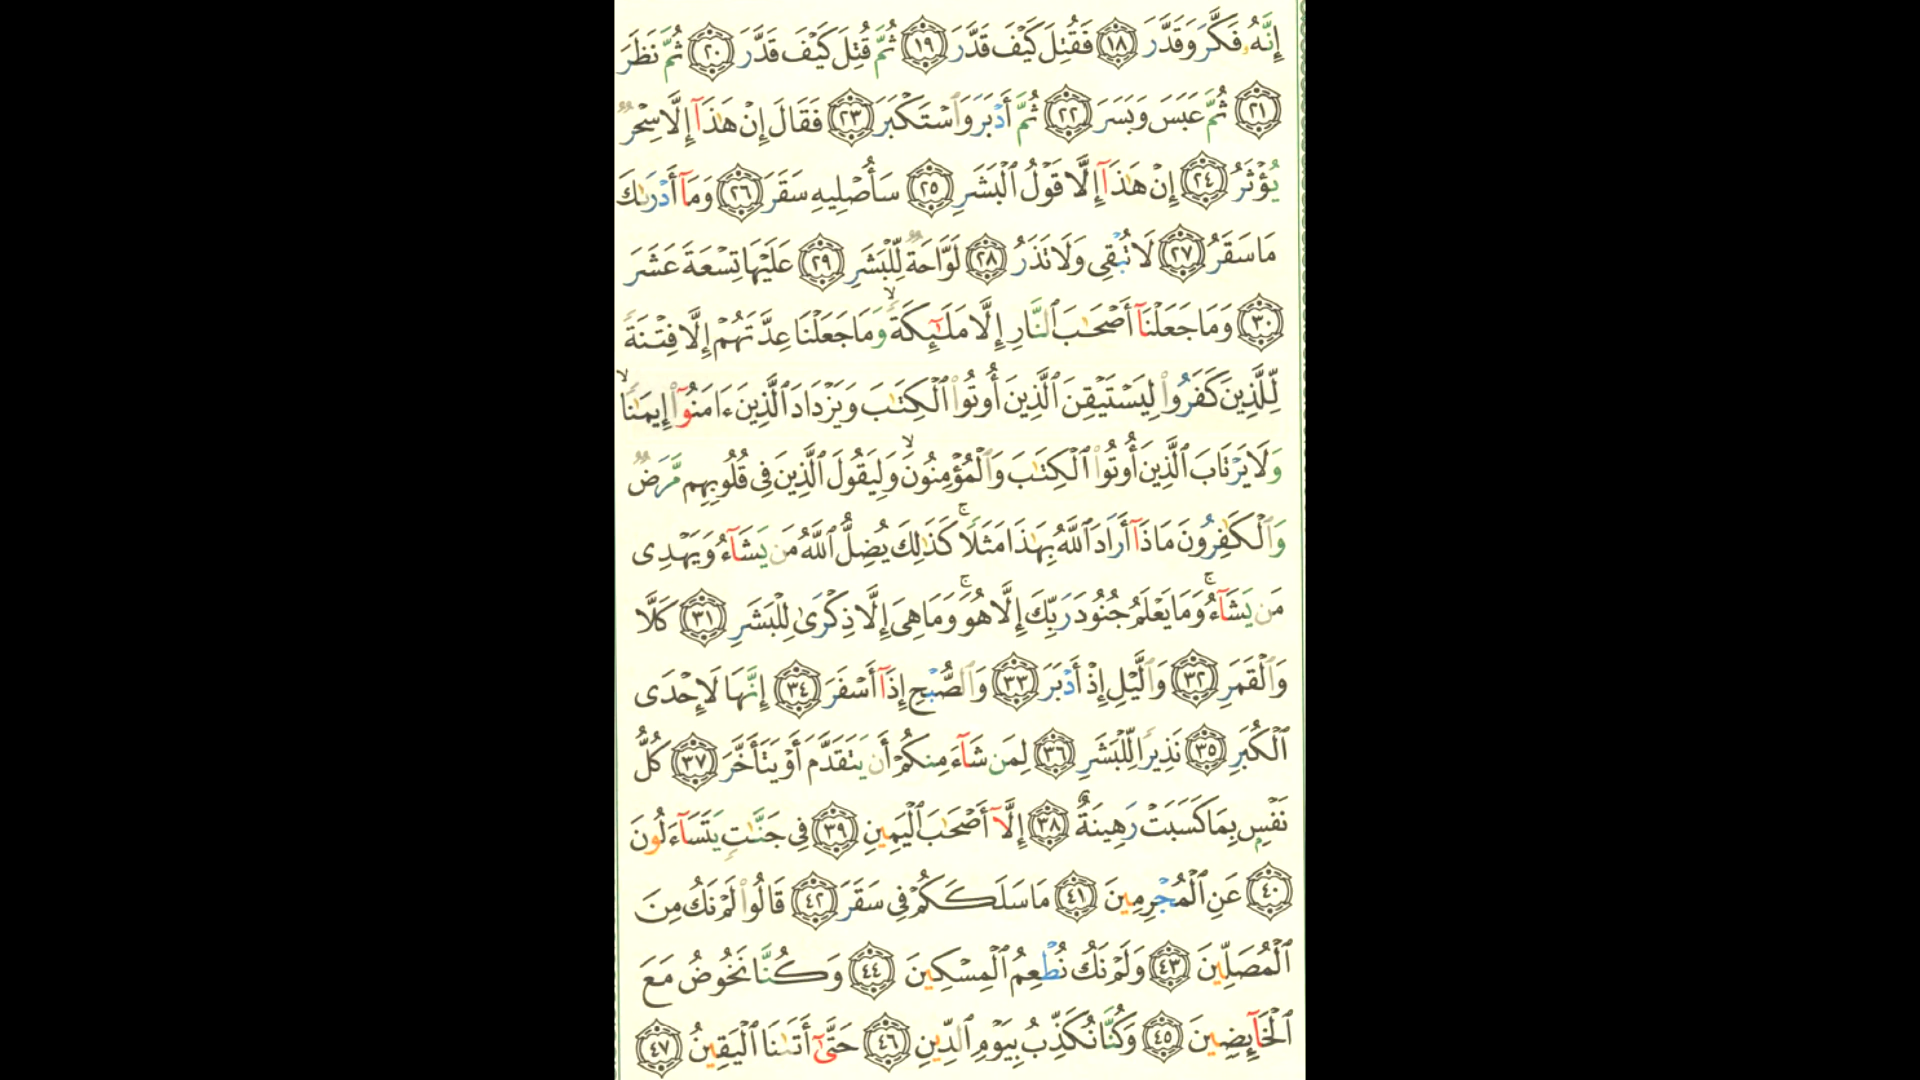 إِنَّهُۥ فَكَّرَ وَقَدَّرَ ١٨ فَقُتِلَ كَيْفَ قَدَّرَ ١٩ ثُمَّ قُتِلَ كَيْفَ قَدَّرَ ٢٠ ثُمَّ نَظَرَ
٢١ ثُمَّ عَبَسَ وَبَسَرَ ٢٢ ثُمَّ أَدْبَرَ وَٱسْتَكْبَرَ ٢٣ فَقَالَ إِنْ هَٰذَآ إِلَّا سِحْرٌ
يُؤْثَرُ ٢٤ إِنْ هَٰذَآ إِلَّا قَوْلُ ٱلْبَشَرِ ٢٥ سَأُصْلِيهِ سَقَرَ ٢٦ وَمَآ أَدْرَىٰكَ
مَا سَقَرُ ٢٧ لَا تُبْقِى وَلَا تَذَرُ ٢٨ لَوَّاحَةٌ لِّلْبَشَرِ ٢٩ عَلَيْهَا تِسْعَةَ عَشَرَ
٣٠ وَمَا جَعَلْنَآ أَصْحَٰبَ ٱلنَّارِ إِلَّا مَلَٰٓئِكَةً ۙ وَمَا جَعَلْنَا عِدَّتَهُمْ إِلَّا فِتْنَةً
لِّلَّذِينَ كَفَرُوا۟ لِيَسْتَيْقِنَ ٱلَّذِينَ أُوتُوا۟ ٱلْكِتَٰبَ وَيَزْدَادَ ٱلَّذِينَ ءَامَنُوٓا۟ إِيمَٰنًا ۙ
وَلَا يَرْتَابَ ٱلَّذِينَ أُوتُوا۟ ٱلْكِتَٰبَ وَٱلْمُؤْمِنُونَ ۙ وَلِيَقُولَ ٱلَّذِينَ فِى قُلُوبِهِم مَّرَضٌ
وَٱلْكَٰفِرُونَ مَاذَآ أَرَادَ ٱللَّهُ بِهَٰذَا مَثَلًا ۚ كَذَٰلِكَ يُضِلُّ ٱللَّهُ مَن يَشَآءُ وَيَهْدِى
مَن يَشَآءُ ۚ وَمَا يَعْلَمُ جُنُودَ رَبِّكَ إِلَّا هُوَ ۚ وَمَا هِىَ إِلَّا ذِكْرَىٰ لِلْبَشَرِ ٣١ كَلَّا
وَٱلْقَمَرِ ٣٢ وَٱلَّيْلِ إِذْ أَدْبَرَ ٣٣ وَٱلصُّبْحِ إِذَآ أَسْفَرَ ٣٤ إِنَّهَا لَإِحْدَى
ٱلْكُبَرِ ٣٥ نَذِيرًا لِّلْبَشَرِ ٣٦ لِمَن شَآءَ مِنكُمْ أَن يَتَقَدَّمَ أَوْ يَتَأَخَّرَ ٣٧ كُلُّ
نَفْسٍۭ بِمَا كَسَبَتْ رَهِينَةٌ ٣٨ إِلَّآ أَصْحَٰبَ ٱلْيَمِينِ ٣٩ فِى جَنَّٰتٍ يَتَسَآءَلُونَ
٤٠ عَنِ ٱلْمُجْرِمِينَ ٤١ مَا سَلَكَكُمْ فِى سَقَرَ ٤٢ قَالُوا۟ لَمْ نَكُ مِنَ
ٱلْمُصَلِّينَ ٤٣ وَلَمْ نَكُ نُطْعِمُ ٱلْمِسْكِينَ ٤٤ وَكُنَّا نَخُوضُ مَعَ
ٱلْخَآئِضِينَ ٤٥ وَكُنَّا نُكَذِّبُ بِيَوْمِ ٱلدِّينِ ٤٦ حَتَّىٰٓ أَتَىٰنَا ٱلْيَقِينُ ٤٧